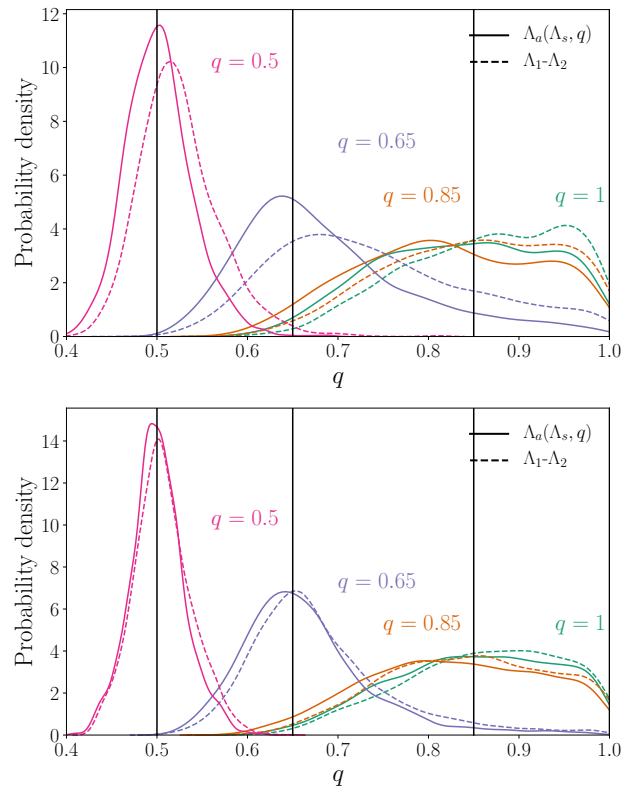 12
10
8
6
4
2
0
Probability density
Λₐ(Λₛ, q)
Λ₁-Λ₂
q = 0.5
q = 0.65
q = 0.85
q = 1
0.4 0.5 0.6 0.7 0.8 0.9 1.0
q
14
12
10
8
6
4
2
0
Probability density
Λₐ(Λₛ, q)
Λ₁-Λ₂
q = 0.5
q = 0.65
q = 0.85
q = 1
0.4 0.5 0.6 0.7 0.8 0.9 1.0
q